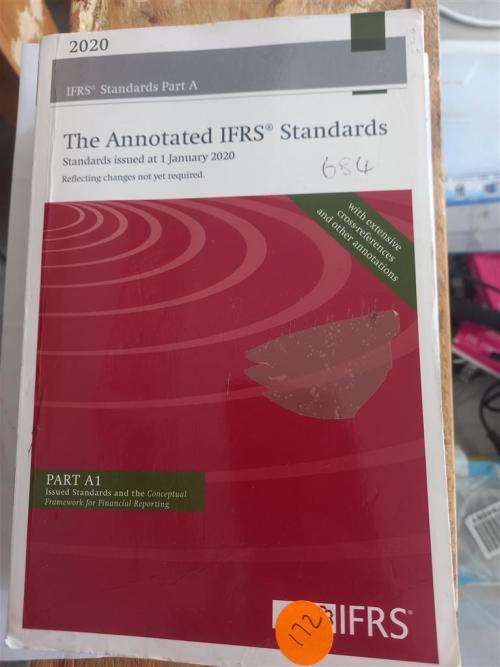 2020
IFRS® Standards Part A
The Annotated IFRS® Standards
Standards issued at 1 January 2020
Reflecting changes not yet required.
684
with extensive
cross-references
and other annotations
PART A1
Issued Standards and the Conceptual
Framework for Financial Reporting
IFRS®
172